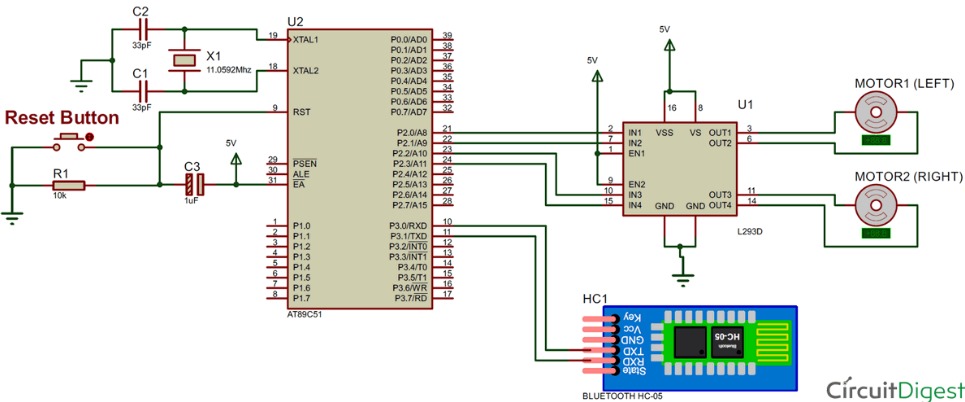 C2
33pF
X1
11.0592Mhz
C1
33pF
Reset Button
R1
10k
C3
1uF
5V
U2
19 XTAL1
18 XTAL2
9 RST
29 PSEN
30 ALE
31 EA
1 P1.0
2 P1.1
3 P1.2
4 P1.3
5 P1.4
6 P1.5
7 P1.6
8 P1.7
P0.0/AD0 39
P0.1/AD1 38
P0.2/AD2 37
P0.3/AD3 36
P0.4/AD4 35
P0.5/AD5 34
P0.6/AD6 33
P0.7/AD7 32
P2.0/A8 21
P2.1/A9 22
P2.2/A10 23
P2.3/A11 24
P2.4/A12 25
P2.5/A13 26
P2.6/A14 27
P2.7/A15 28
P3.0/RXD 10
P3.1/TXD 11
P3.2/INT0 12
P3.3/INT1 13
P3.4/T0 14
P3.5/T1 15
P3.6/WR 16
P3.7/RD 17
AT89C51
5V
5V
U1
16 8
VSS VS
2 IN1
7 IN2
1 EN1
9 EN2
10 IN3
15 IN4
OUT1 3
OUT2 6
OUT3 11
OUT4 14
GND GND
L293D
MOTOR1 (LEFT)
MOTOR2 (RIGHT)
HC1
Key
Vcc
GND
TXD
RXD
State
Bluetooth
HC-05
BLUETOOTH HC-05
CircuitDigest